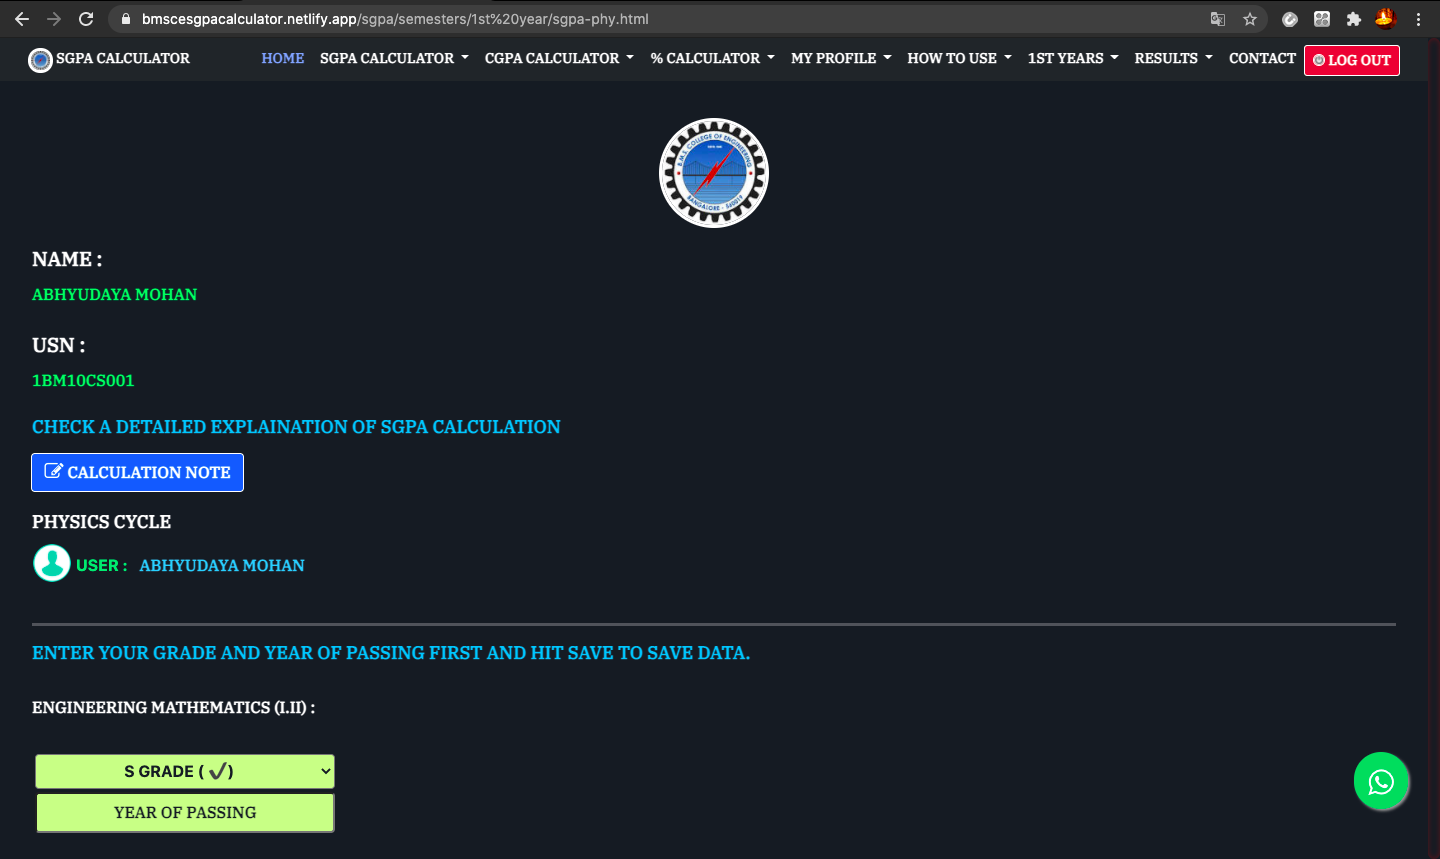 bmscesgpacalculator.netlify.app/sgpa/semesters/1st%20year/sgpa-phy.html
SGPA CALCULATOR HOME SGPA CALCULATOR CGPA CALCULATOR % CALCULATOR MY PROFILE HOW TO USE 1ST YEARS RESULTS CONTACT LOG OUT
B.M.S. COLLEGE OF ENGINEERING
BANGALORE - 560019
NAME :
ABHYUDAYA MOHAN
USN :
1BM10CS001
CHECK A DETAILED EXPLAINATION OF SGPA CALCULATION
CALCULATION NOTE
PHYSICS CYCLE
USER : ABHYUDAYA MOHAN
ENTER YOUR GRADE AND YEAR OF PASSING FIRST AND HIT SAVE TO SAVE DATA.
ENGINEERING MATHEMATICS (I.II) :
S GRADE ( ✔)
YEAR OF PASSING